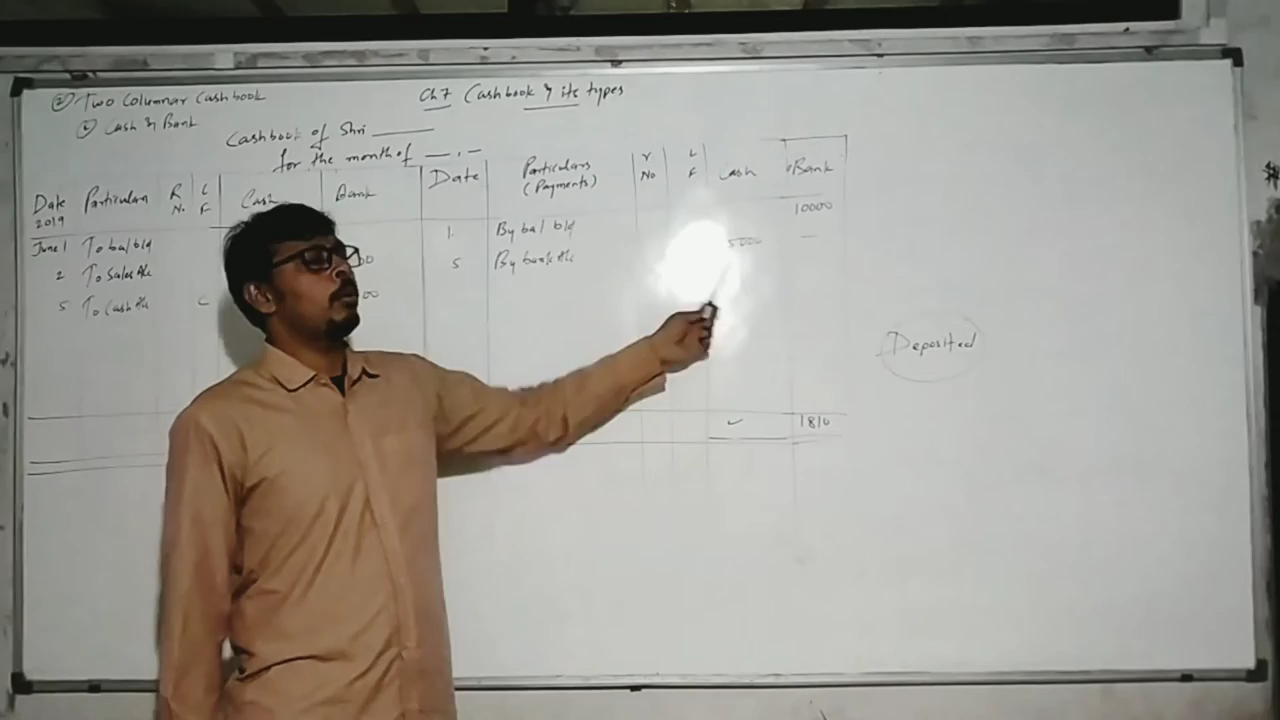 ② Two Columnar Cashbook
Ch 7 Cashbook & its types
Cash & Bank
Cashbook of Shri
for the month of
Date Particulars R No. L F Cash Bank Date Particulars (Payments) V No L F Cash Bank
2019
10000
June 1 To bal b/d 1 By bal b/d
2 To Sales A/c 5 By bank A/c 5000
5 To Cash A/c C
Deposited
✓ 1810